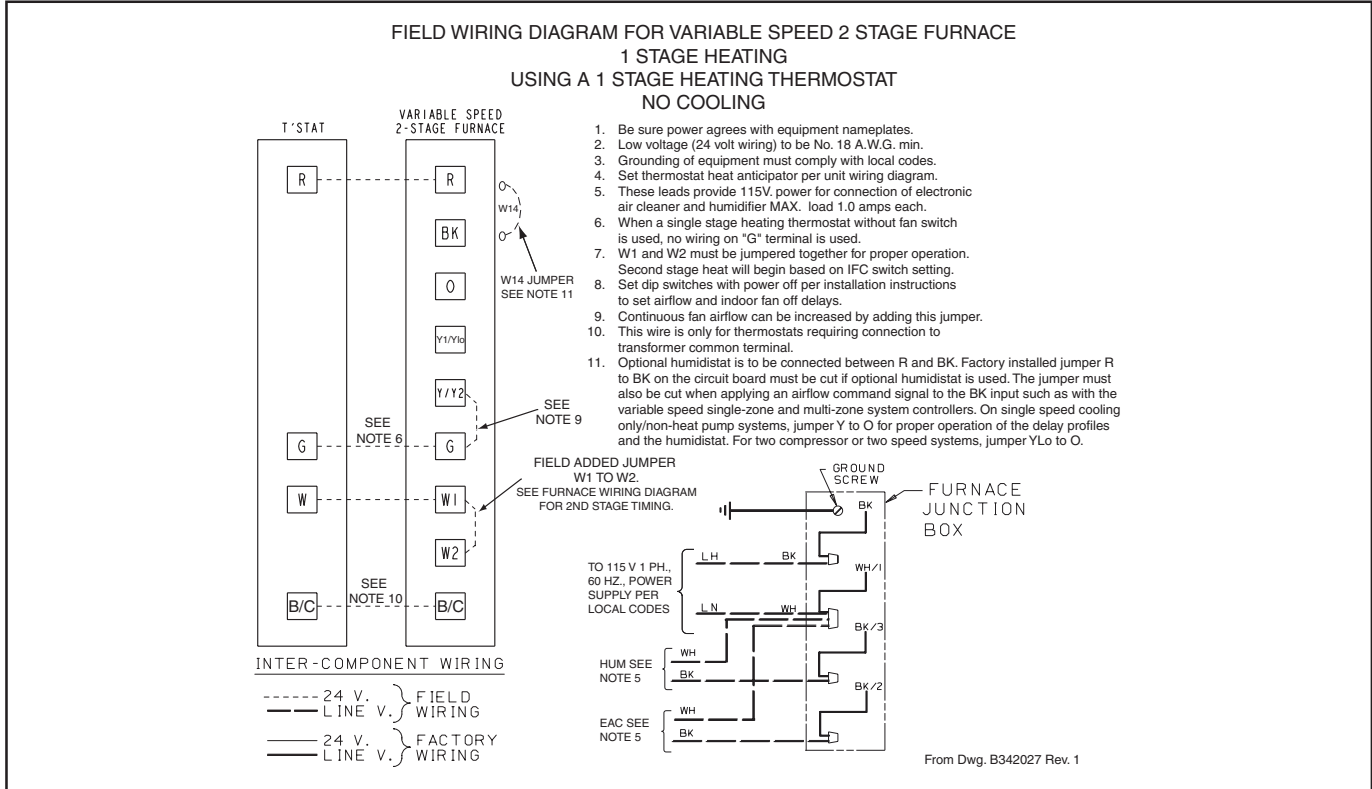 FIELD WIRING DIAGRAM FOR VARIABLE SPEED 2 STAGE FURNACE
1 STAGE HEATING
USING A 1 STAGE HEATING THERMOSTAT
NO COOLING
T'STAT
VARIABLE SPEED
2-STAGE FURNACE
R
R
W14
BK
W14 JUMPER
SEE NOTE 11
O
Y1/Ylo
Y/Y2
SEE
NOTE 9
SEE
NOTE 6
G
G
FIELD ADDED JUMPER
W1 TO W2.
SEE FURNACE WIRING DIAGRAM
FOR 2ND STAGE TIMING.
W
W1
W2
SEE
NOTE 10
B/C
B/C
INTER-COMPONENT WIRING
24 V.
LINE V.
FIELD
WIRING
24 V.
LINE V.
FACTORY
WIRING
1. Be sure power agrees with equipment nameplates.
2. Low voltage (24 volt wiring) to be No. 18 A.W.G. min.
3. Grounding of equipment must comply with local codes.
4. Set thermostat heat anticipator per unit wiring diagram.
5. These leads provide 115V. power for connection of electronic
air cleaner and humidifier MAX. load 1.0 amps each.
6. When a single stage heating thermostat without fan switch
is used, no wiring on "G" terminal is used.
7. W1 and W2 must be jumpered together for proper operation.
Second stage heat will begin based on IFC switch setting.
8. Set dip switches with power off per installation instructions
to set airflow and indoor fan off delays.
9. Continuous fan airflow can be increased by adding this jumper.
10. This wire is only for thermostats requiring connection to
transformer common terminal.
11. Optional humidistat is to be connected between R and BK. Factory installed jumper R
to BK on the circuit board must be cut if optional humidistat is used. The jumper must
also be cut when applying an airflow command signal to the BK input such as with the
variable speed single-zone and multi-zone system controllers. On single speed cooling
only/non-heat pump systems, jumper Y to O for proper operation of the delay profiles
and the humidistat. For two compressor or two speed systems, jumper YLo to O.
GROUND
SCREW
FURNACE
JUNCTION
BOX
BK
TO 115 V 1 PH.,
60 HZ., POWER
SUPPLY PER
LOCAL CODES
LH
BK
WH/1
LN
WH
BK/3
HUM SEE
NOTE 5
WH
BK
BK/2
EAC SEE
NOTE 5
WH
BK
From Dwg. B342027 Rev. 1